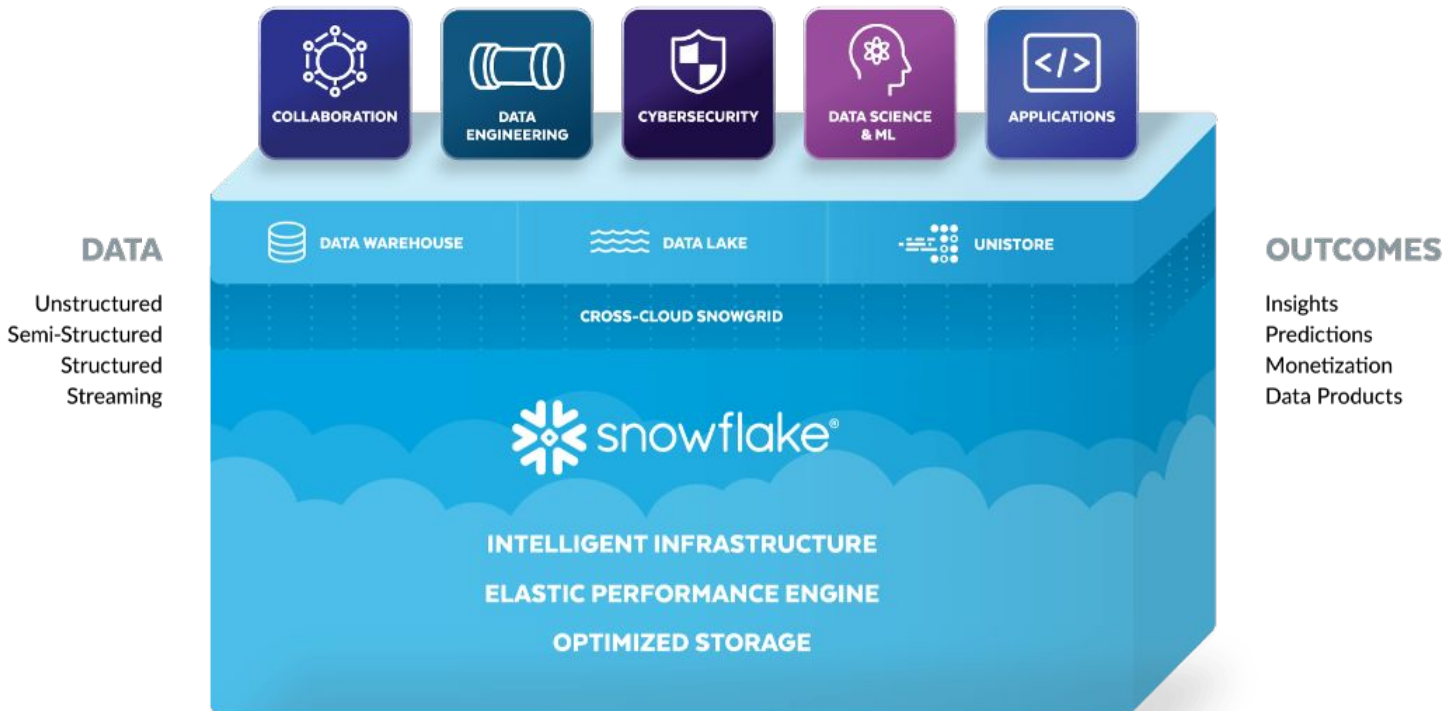 COLLABORATION
DATA
ENGINEERING
CYBERSECURITY
DATA SCIENCE
& ML
APPLICATIONS
DATA WAREHOUSE
DATA LAKE
UNISTORE
CROSS-CLOUD SNOWGRID
DATA
Unstructured
Semi-Structured
Structured
Streaming
OUTCOMES
Insights
Predictions
Monetization
Data Products
snowflake®
INTELLIGENT INFRASTRUCTURE
ELASTIC PERFORMANCE ENGINE
OPTIMIZED STORAGE